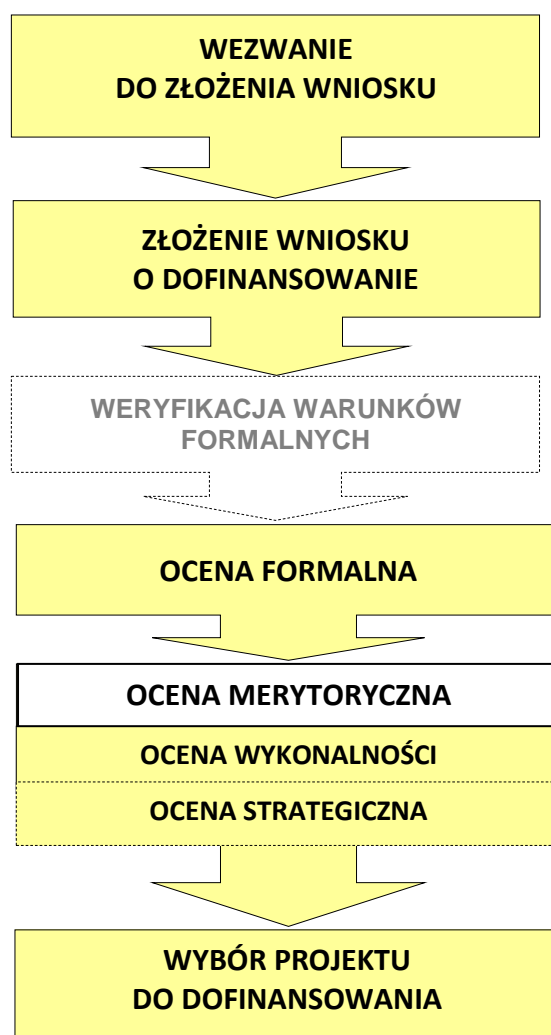 WEZWANIE
DO ZŁOŻENIA WNIOSKU
ZŁOŻENIE WNIOSKU
O DOFINANSOWANIE
WERYFIKACJA WARUNKÓW
FORMALNYCH
OCENA FORMALNA
OCENA MERYTORYCZNA
OCENA WYKONALNOŚCI
OCENA STRATEGICZNA
WYBÓR PROJEKTU
DO DOFINANSOWANIA